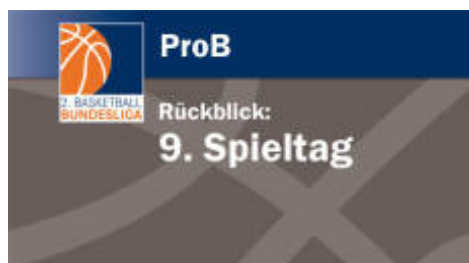 ProB
2. BASKETBALL
BUNDESLIGA
Rückblick:
9. Spieltag